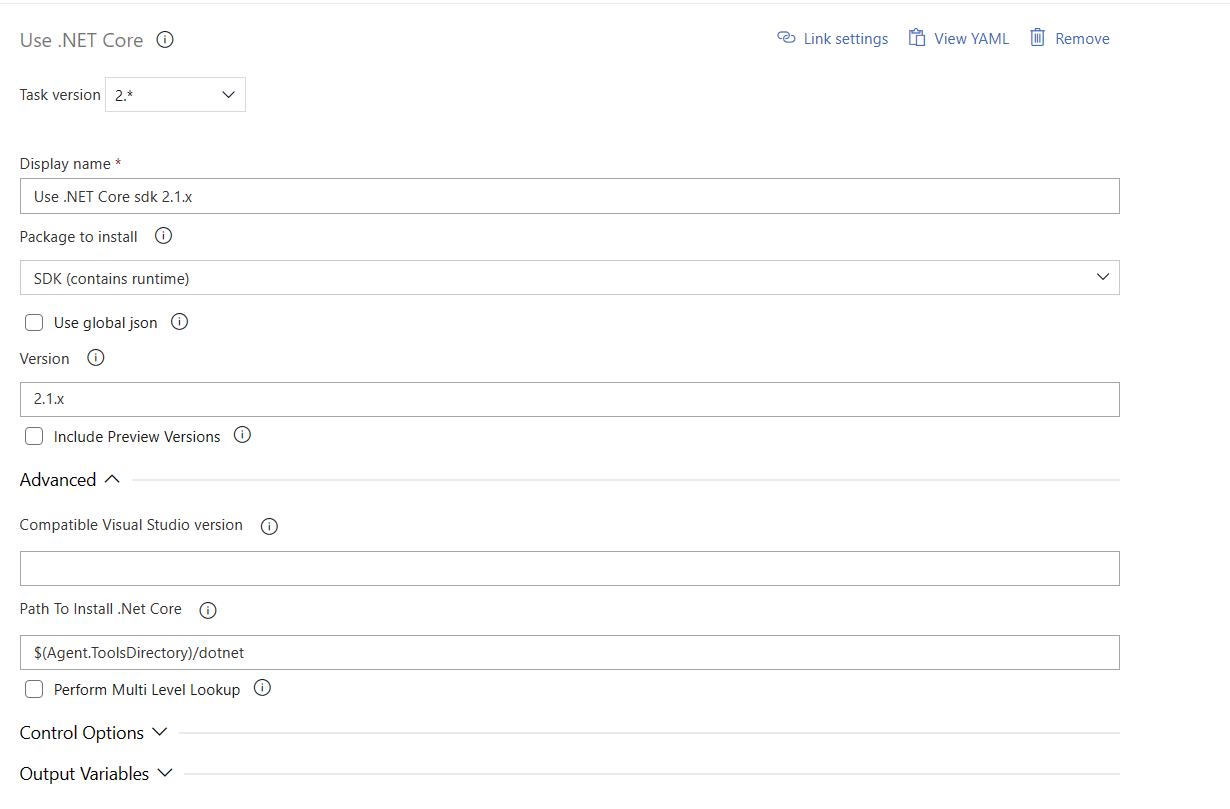 Use .NET Core
Link settings
View YAML
Remove
Task version 2.*
Display name *
Use .NET Core sdk 2.1.x
Package to install
SDK (contains runtime)
Use global json
Version
2.1.x
Include Preview Versions
Advanced
Compatible Visual Studio version
Path To Install .Net Core
$(Agent.ToolsDirectory)/dotnet
Perform Multi Level Lookup
Control Options
Output Variables